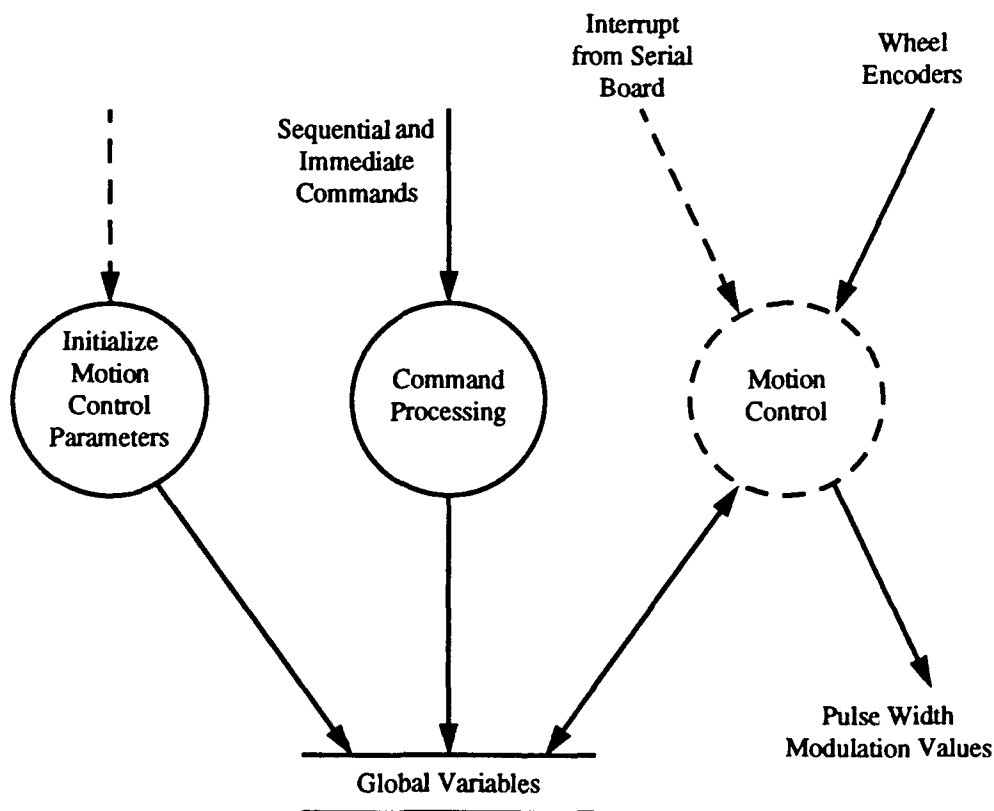 Interrupt
from Serial
Board
Wheel
Encoders
Sequential and
Immediate
Commands
Initialize
Motion
Control
Parameters
Command
Processing
Motion
Control
Pulse Width
Modulation Values
Global Variables